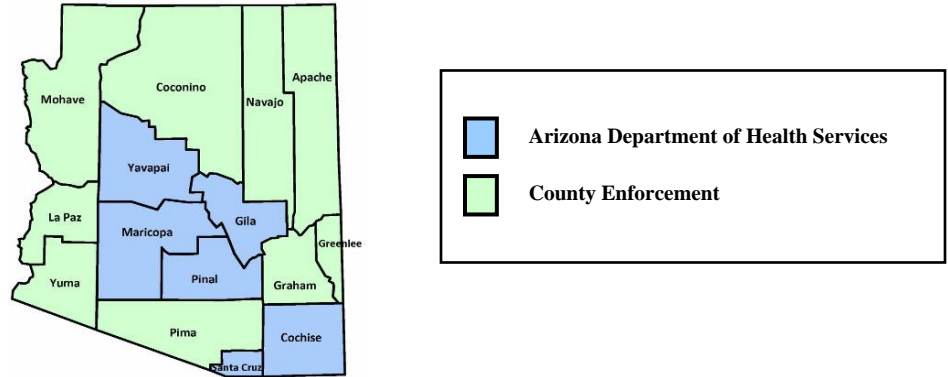 Mohave
Coconino
Navajo
Apache
Yavapai
La Paz
Maricopa
Gila
Greenlee
Yuma
Pinal
Graham
Pima
Cochise
Santa Cruz
Arizona Department of Health Services
County Enforcement